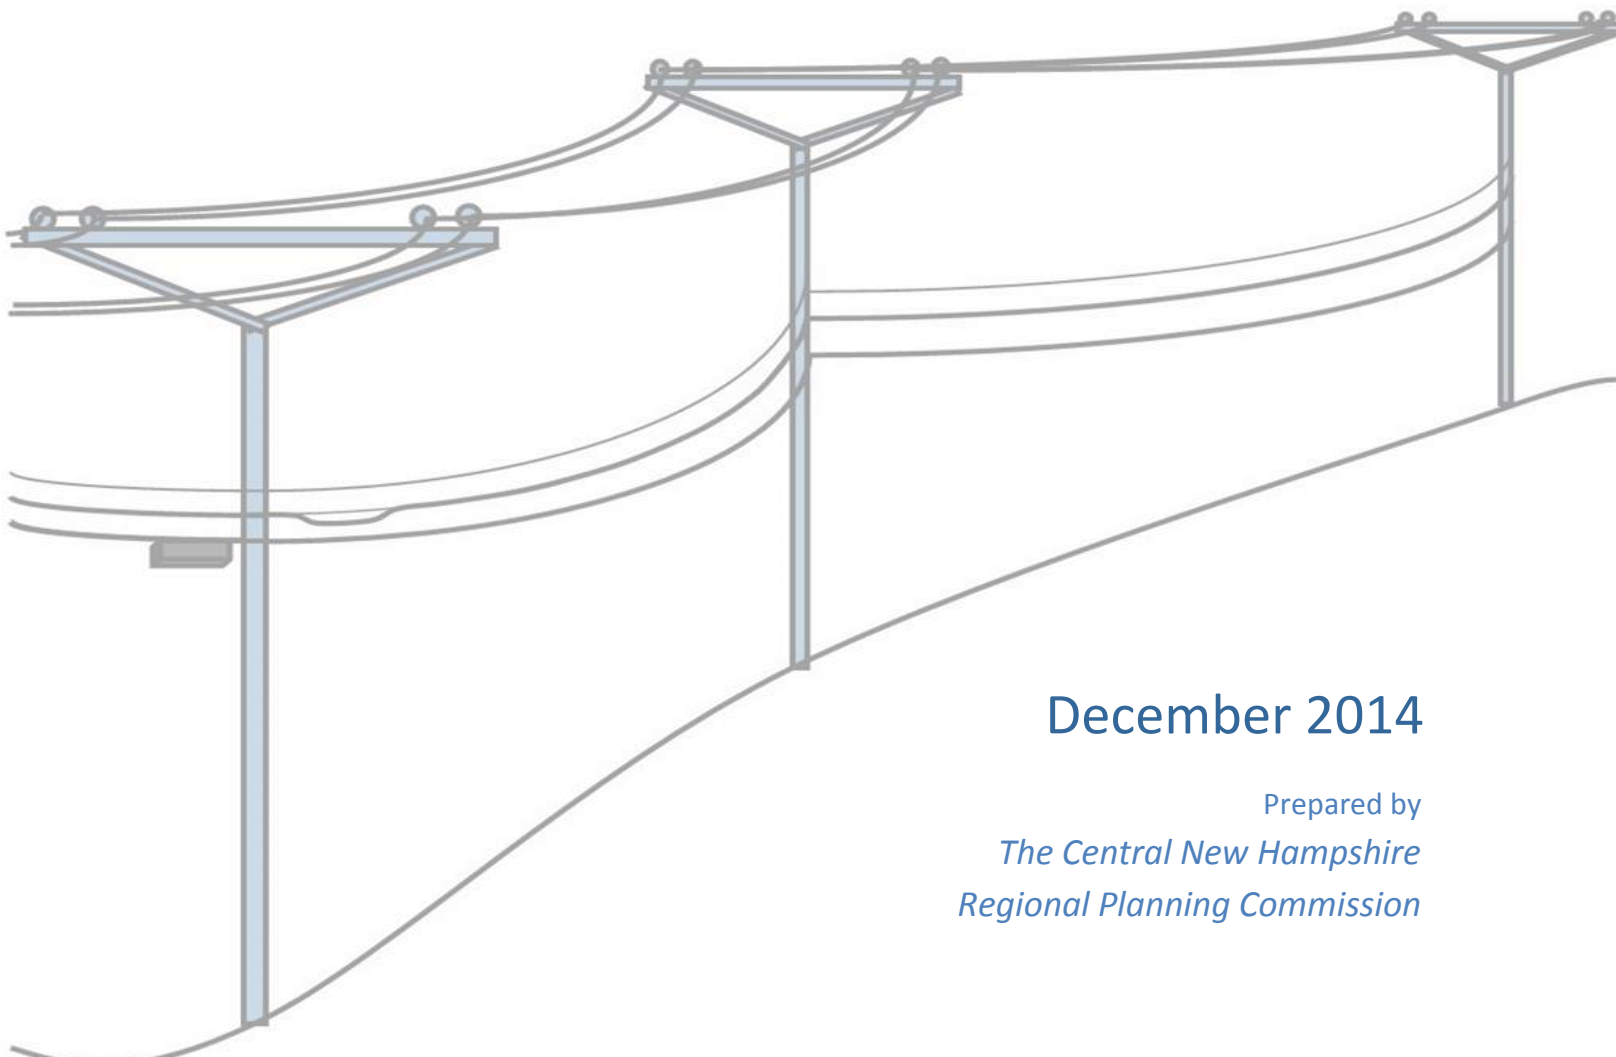 December 2014
Prepared by
The Central New Hampshire
Regional Planning Commission